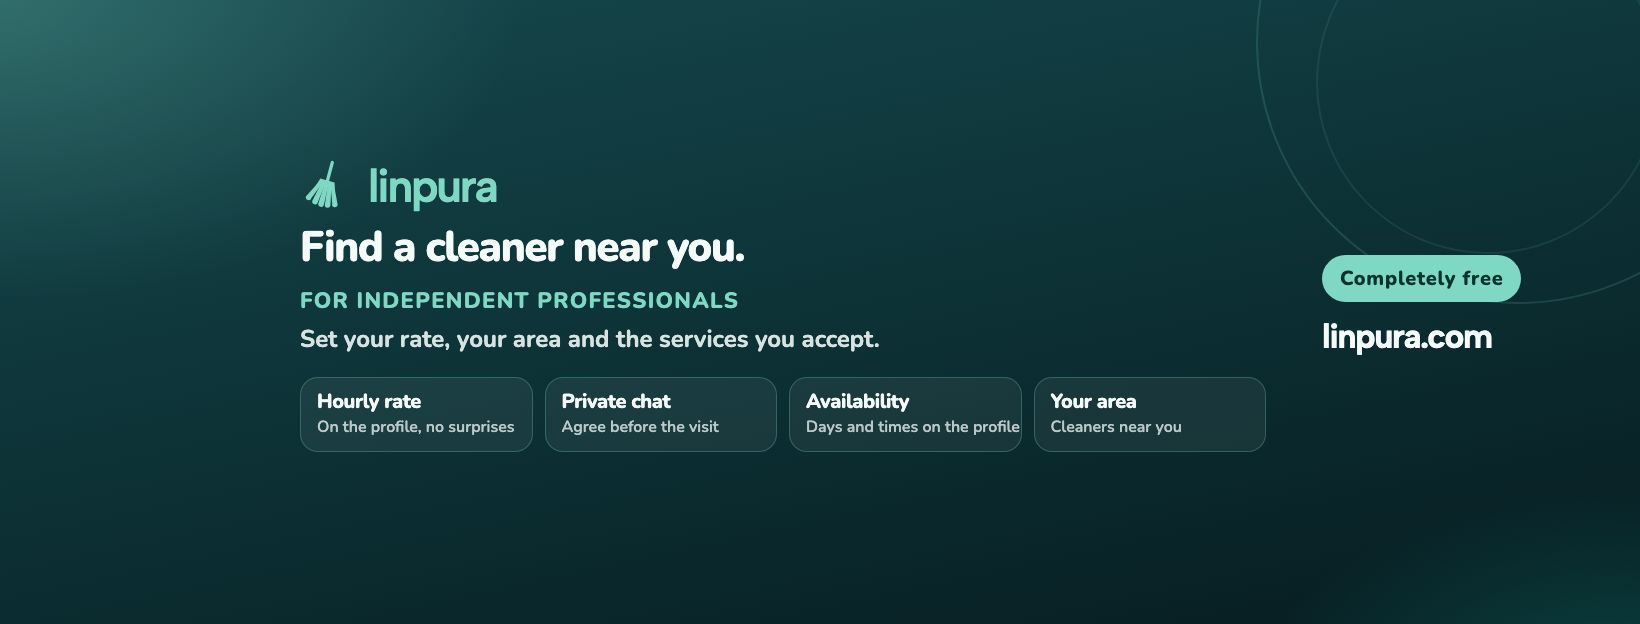 linpura
Find a cleaner near you.
FOR INDEPENDENT PROFESSIONALS
Set your rate, your area and the services you accept.
Hourly rate
On the profile, no surprises
Private chat
Agree before the visit
Availability
Days and times on the profile
Your area
Cleaners near you
Completely free
linpura.com